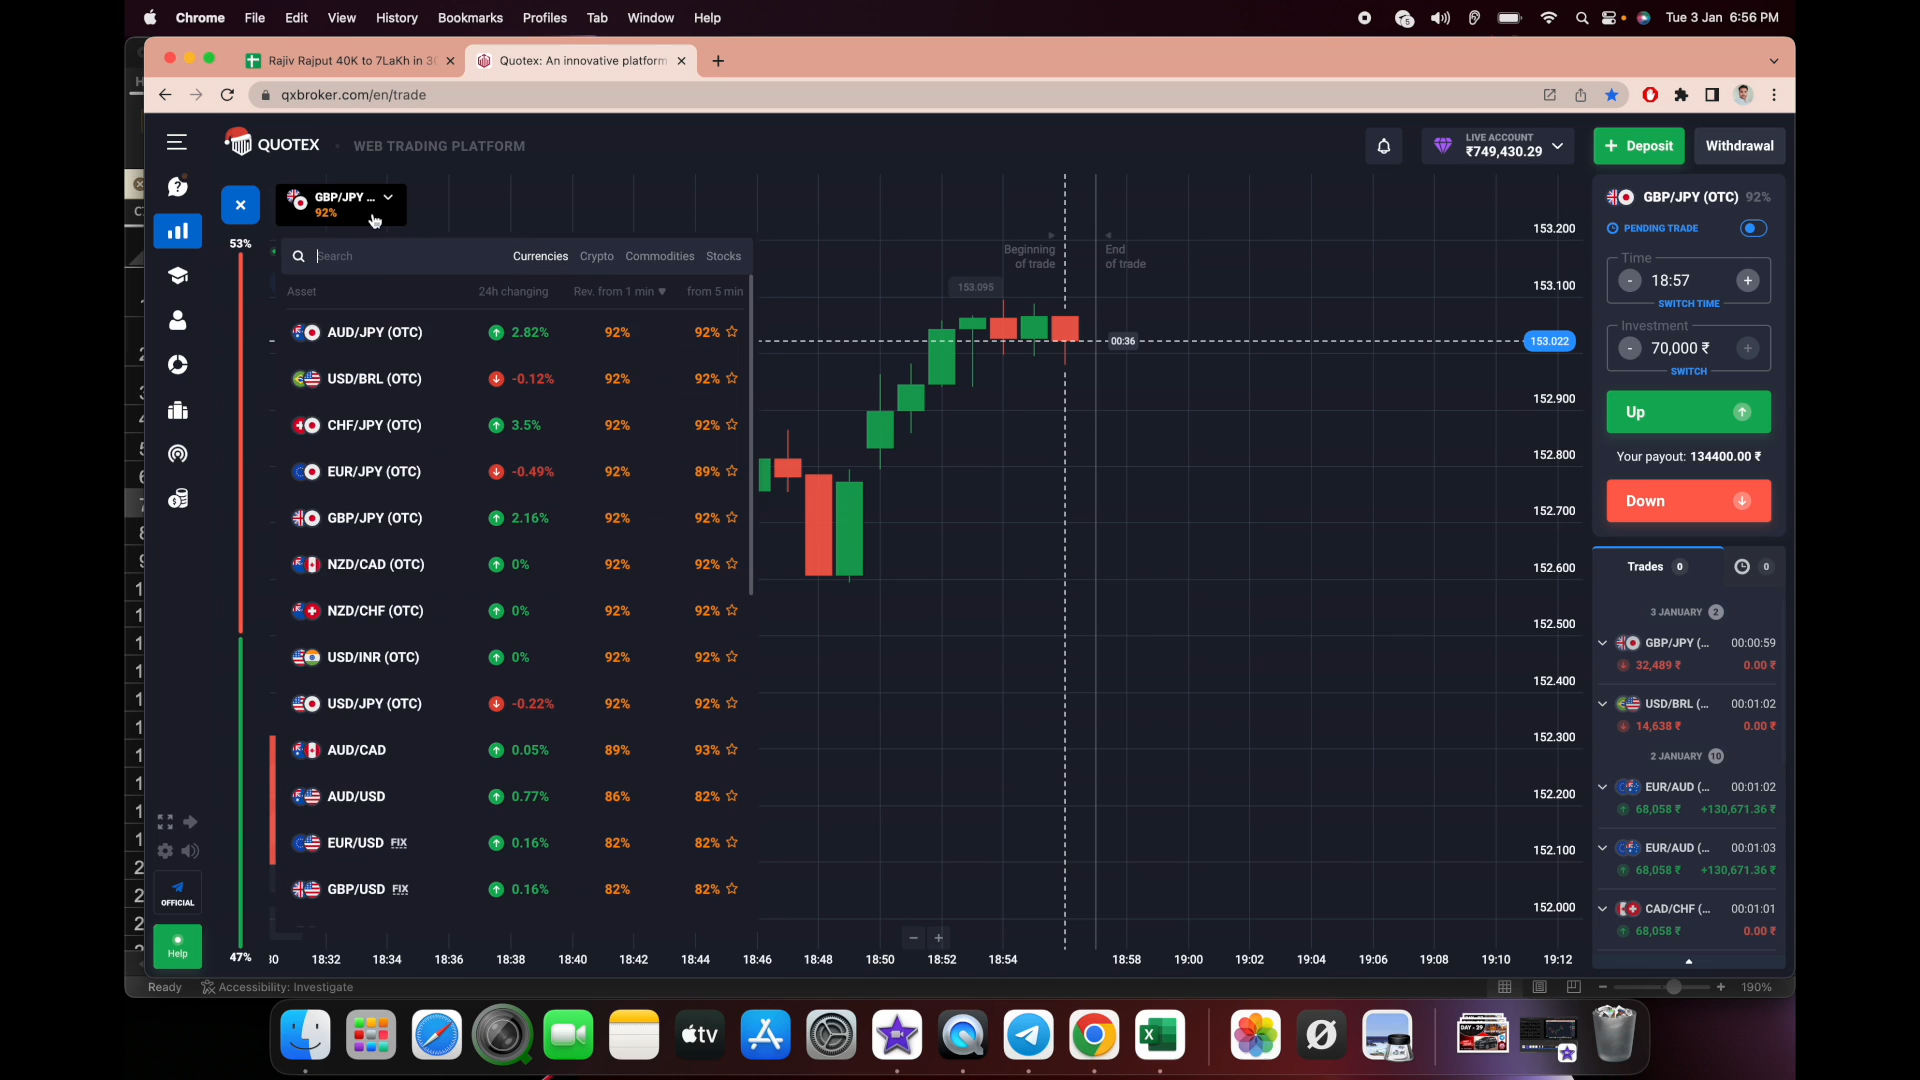 Chrome File Edit View History Bookmarks Profiles Tab Window Help
5
Tue 3 Jan 6:56 PM
Rajiv Rajput 40K to 7LaKh in 30
Quotex: An innovative platform
qxbroker.com/en/trade
QUOTEX WEB TRADING PLATFORM
LIVE ACCOUNT
₹749,430.29
+ Deposit
Withdrawal
GBP/JPY ...
92%
53%
Search
Currencies Crypto Commodities Stocks
Asset 24h changing Rev. from 1 min from 5 min
AUD/JPY (OTC) 2.82% 92% 92%
USD/BRL (OTC) -0.12% 92% 92%
CHF/JPY (OTC) 3.5% 92% 92%
EUR/JPY (OTC) -0.49% 92% 89%
GBP/JPY (OTC) 2.16% 92% 92%
NZD/CAD (OTC) 0% 92% 92%
NZD/CHF (OTC) 0% 92% 92%
USD/INR (OTC) 0% 92% 92%
USD/JPY (OTC) -0.22% 92% 92%
AUD/CAD 0.05% 89% 93%
AUD/USD 0.77% 86% 82%
EUR/USD FIX 0.16% 82% 82%
GBP/USD FIX 0.16% 82% 82%
47%
OFFICIAL
Help
Beginning
of trade
End
of trade
153.095
00:36
153.200
153.100
153.022
152.900
152.800
152.700
152.600
152.500
152.400
152.300
152.200
152.100
152.000
- +
30 18:32 18:34 18:36 18:38 18:40 18:42 18:44 18:46 18:48 18:50 18:52 18:54 18:58 19:00 19:02 19:04 19:06 19:08 19:10 19:12
GBP/JPY (OTC) 92%
PENDING TRADE
Time
- 18:57 +
SWITCH TIME
Investment
- 70,000 ₹ +
SWITCH
Up
Your payout: 134400.00 ₹
Down
Trades 0
0
3 JANUARY 2
GBP/JPY (... 00:00:59
32,489 ₹ 0.00 ₹
USD/BRL (... 00:01:02
14,638 ₹ 0.00 ₹
2 JANUARY 10
EUR/AUD (... 00:01:02
68,058 ₹ +130,671.36 ₹
EUR/AUD (... 00:01:03
68,058 ₹ +130,671.36 ₹
CAD/CHF (... 00:01:01
68,058 ₹ 0.00 ₹
Ready Accessibility: Investigate
190%
tv
DAY - 29